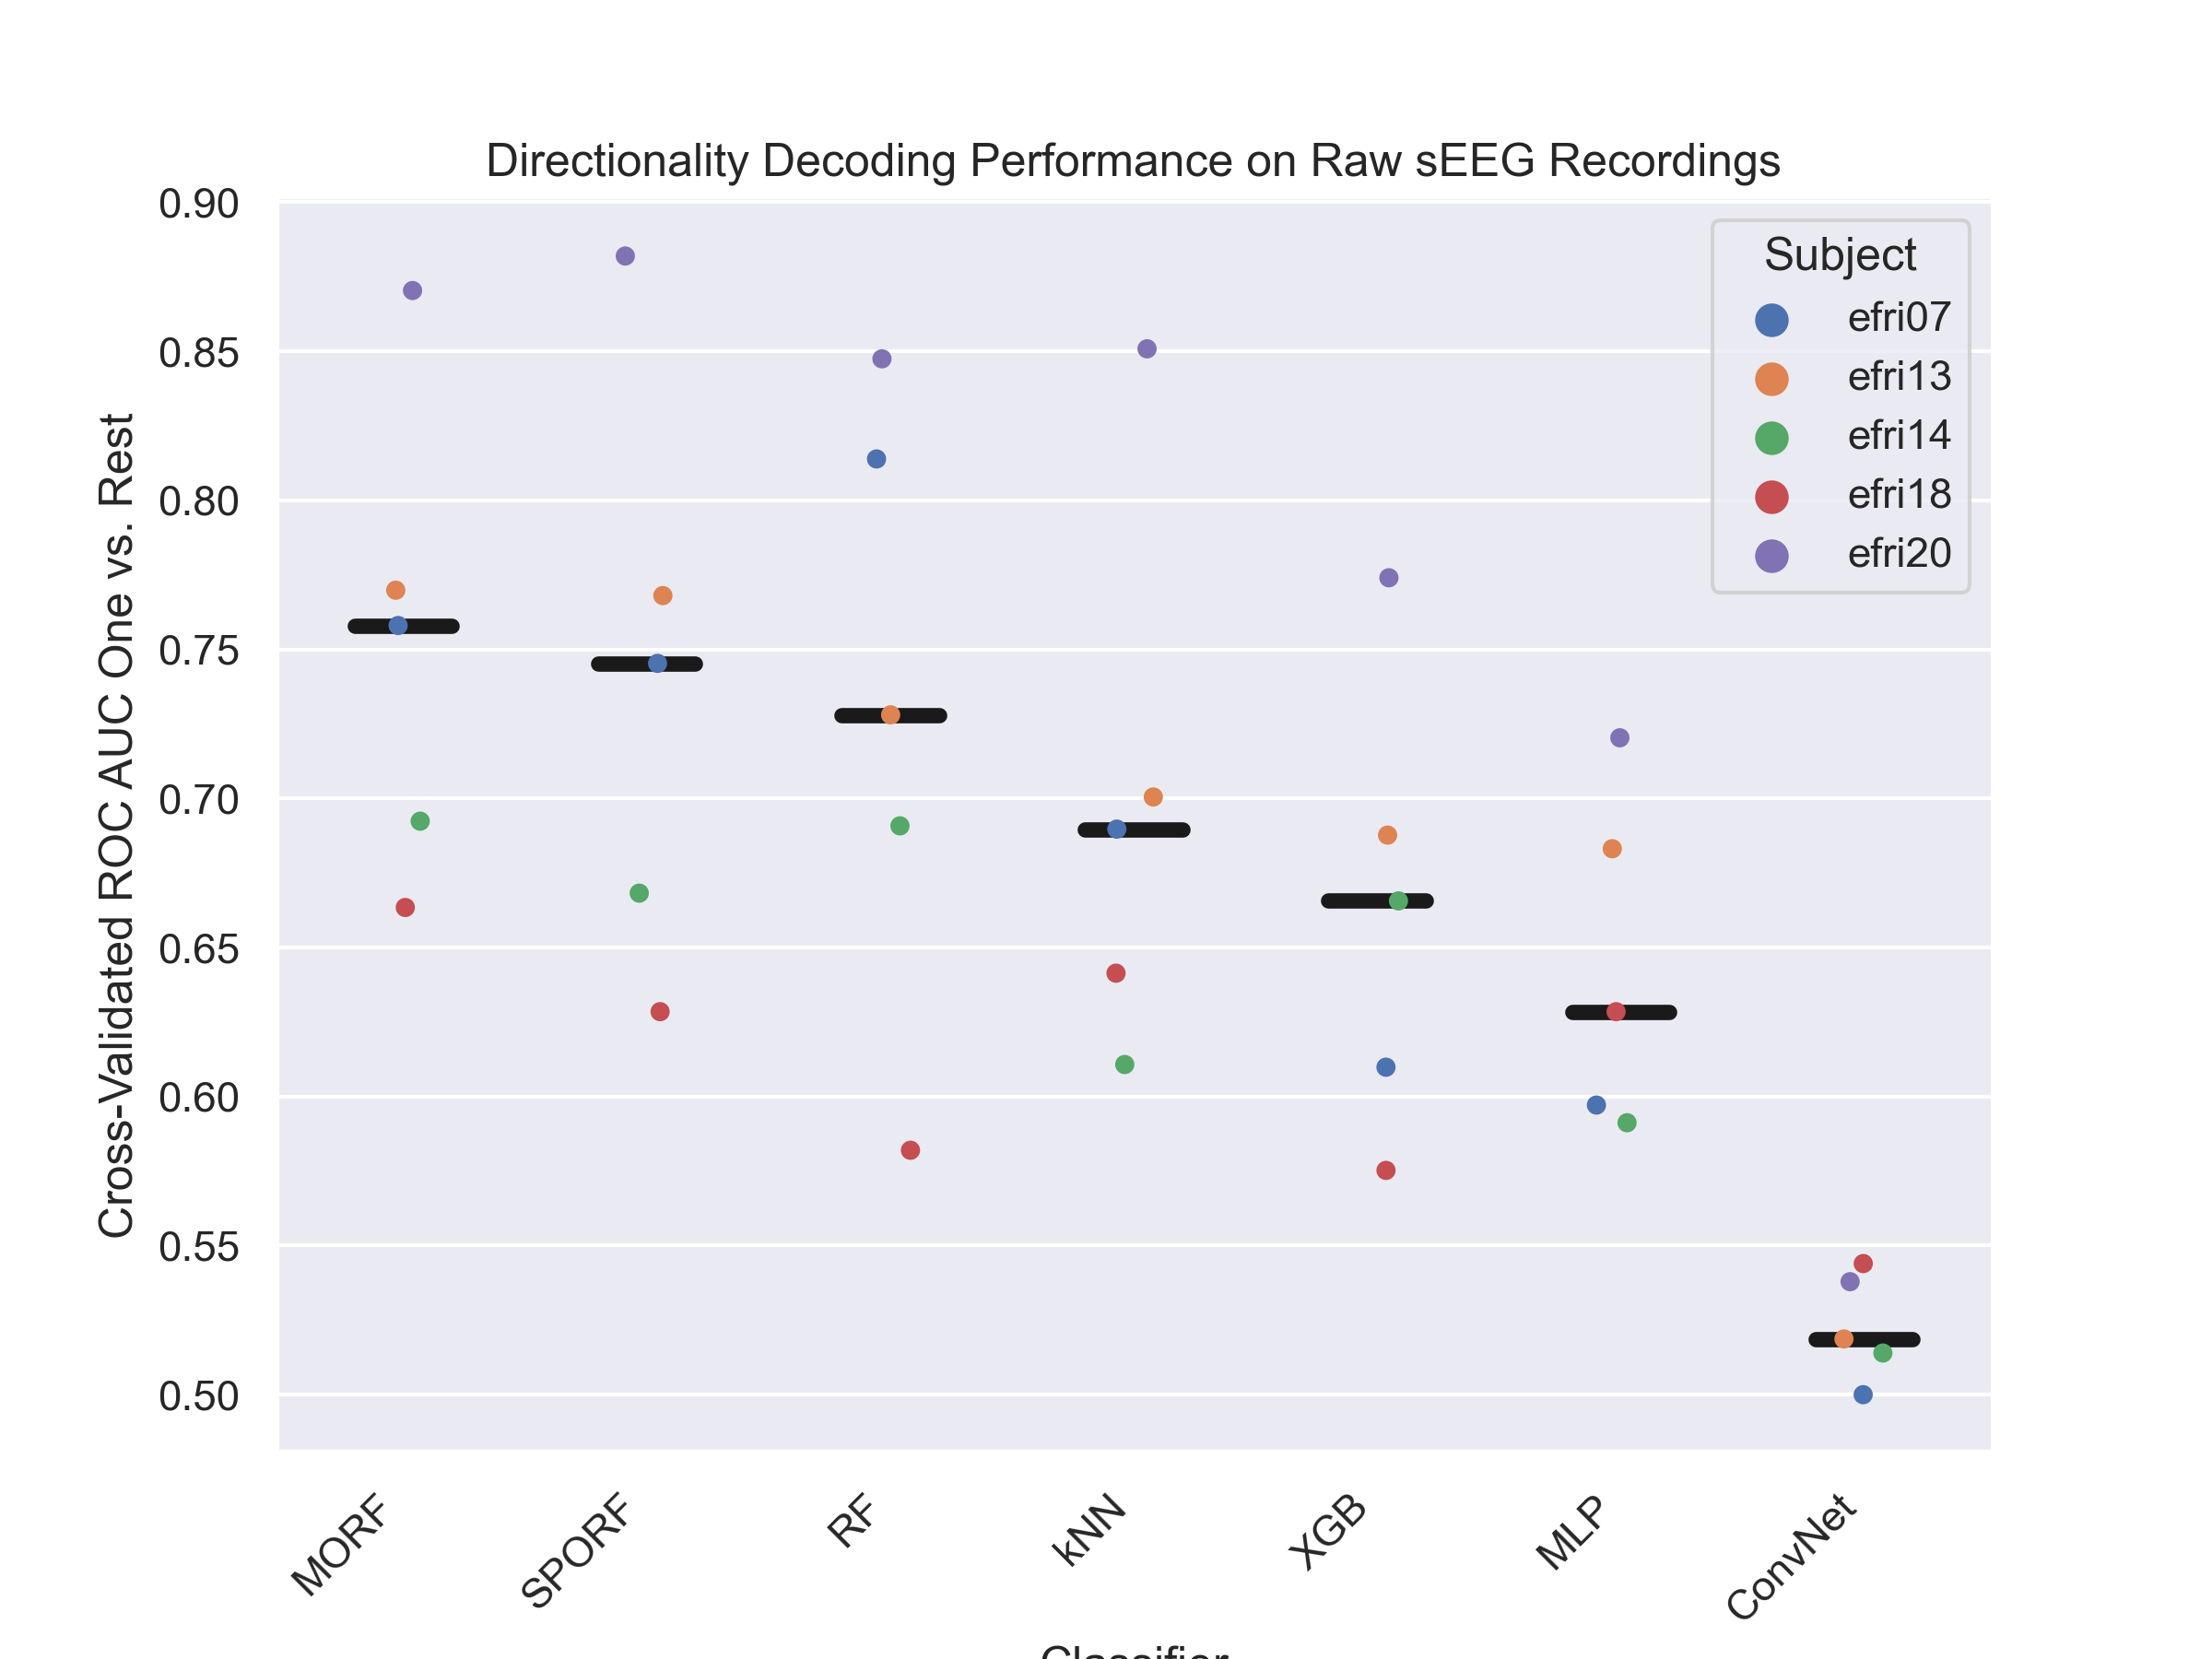 Directionality Decoding Performance on Raw sEEG Recordings
Cross-Validated ROC AUC One vs. Rest
0.90
0.85
0.80
0.75
0.70
0.65
0.60
0.55
0.50
Subject
efri07
efri13
efri14
efri18
efri20
MORF
SPORF
RF
kNN
XGB
MLP
ConvNet
Classifier